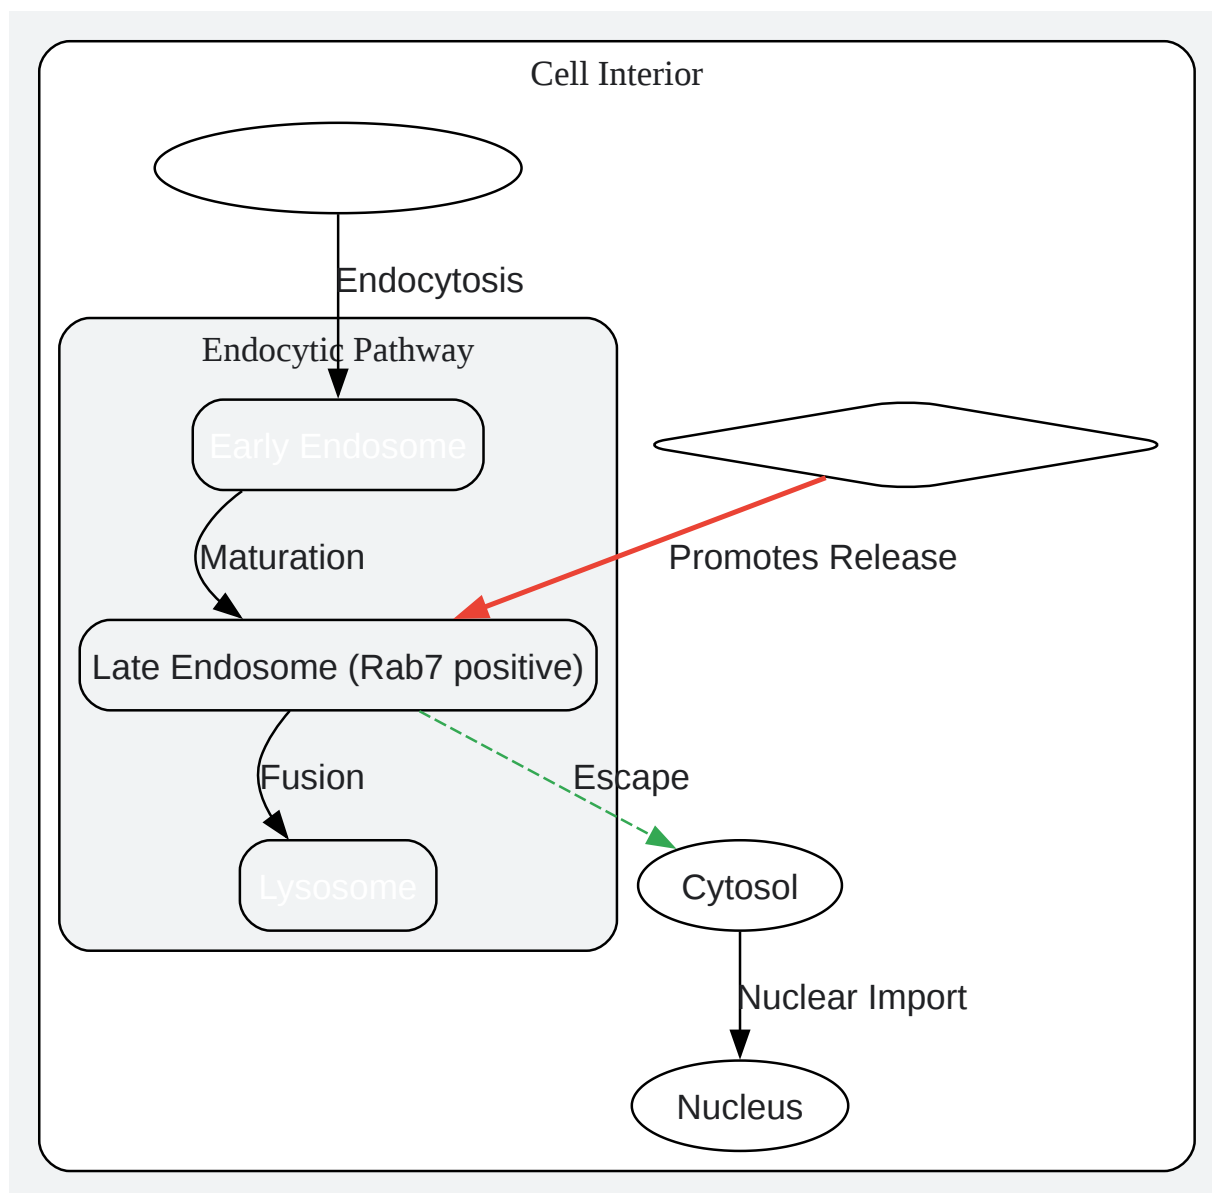 Cell Interior
Endocytosis
Endocytic Pathway
Early Endosome
Maturation
Promotes Release
Late Endosome (Rab7 positive)
Fusion
Escape
Lysosome
Cytosol
Nuclear Import
Nucleus